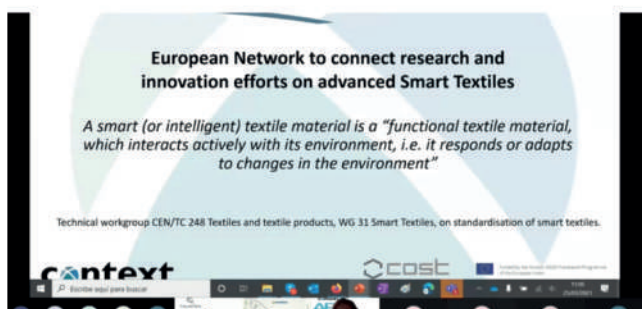 European Network to connect research and
innovation efforts on advanced Smart Textiles
A smart (or intelligent) textile material is a “functional textile material,
which interacts actively with its environment, i.e. it responds or adapts
to changes in the environment”
Technical workgroup CEN/TC 248 Textiles and textile products, WG 31 Smart Textiles, on standardisation of smart textiles.
context
cost
Escribe aquí para buscar